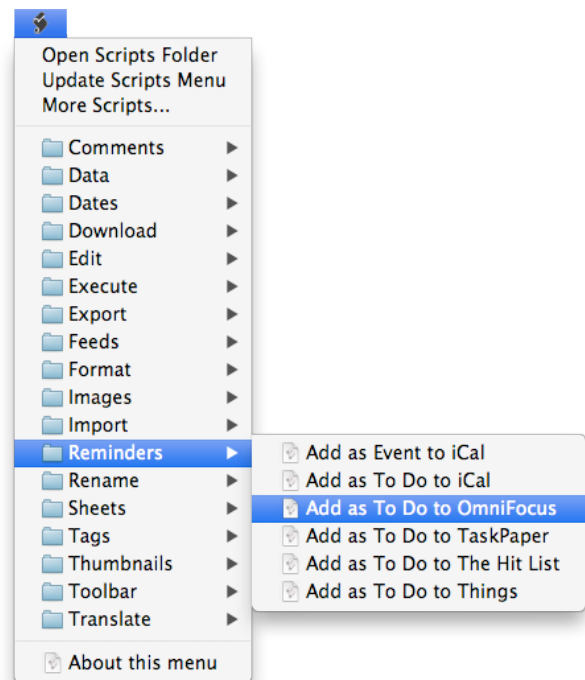 Open Scripts Folder
Update Scripts Menu
More Scripts...
Comments
Data
Dates
Download
Edit
Execute
Export
Feeds
Format
Images
Import
Reminders
Rename
Sheets
Tags
Thumbnails
Toolbar
Translate
About this menu
Add as Event to iCal
Add as To Do to iCal
Add as To Do to OmniFocus
Add as To Do to TaskPaper
Add as To Do to The Hit List
Add as To Do to Things